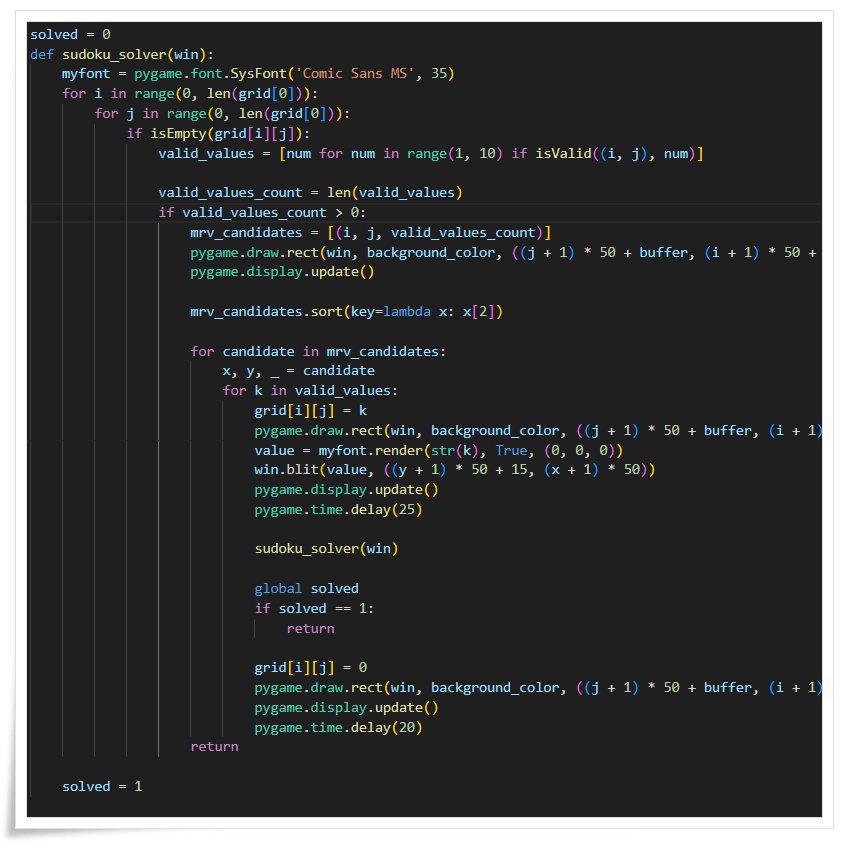 solved = 0
def sudoku_solver(win):
    myfont = pygame.font.SysFont('Comic Sans MS', 35)
    for i in range(0, len(grid[0])):
        for j in range(0, len(grid[0])):
            if isEmpty(grid[i][j]):
                valid_values = [num for num in range(1, 10) if isValid((i, j), num)]

                valid_values_count = len(valid_values)
                if valid_values_count > 0:
                    mrv_candidates = [(i, j, valid_values_count)]
                    pygame.draw.rect(win, background_color, ((j + 1) * 50 + buffer, (i + 1) * 50 +
                    pygame.display.update()

                    mrv_candidates.sort(key=lambda x: x[2])

                    for candidate in mrv_candidates:
                        x, y, _ = candidate
                        for k in valid_values:
                            grid[i][j] = k
                            pygame.draw.rect(win, background_color, ((j + 1) * 50 + buffer, (i + 1)
                            value = myfont.render(str(k), True, (0, 0, 0))
                            win.blit(value, ((y + 1) * 50 + 15, (x + 1) * 50))
                            pygame.display.update()
                            pygame.time.delay(25)

                            sudoku_solver(win)

                            global solved
                            if solved == 1:
                                return

                            grid[i][j] = 0
                            pygame.draw.rect(win, background_color, ((j + 1) * 50 + buffer, (i + 1)
                            pygame.display.update()
                            pygame.time.delay(20)
                    return

    solved = 1